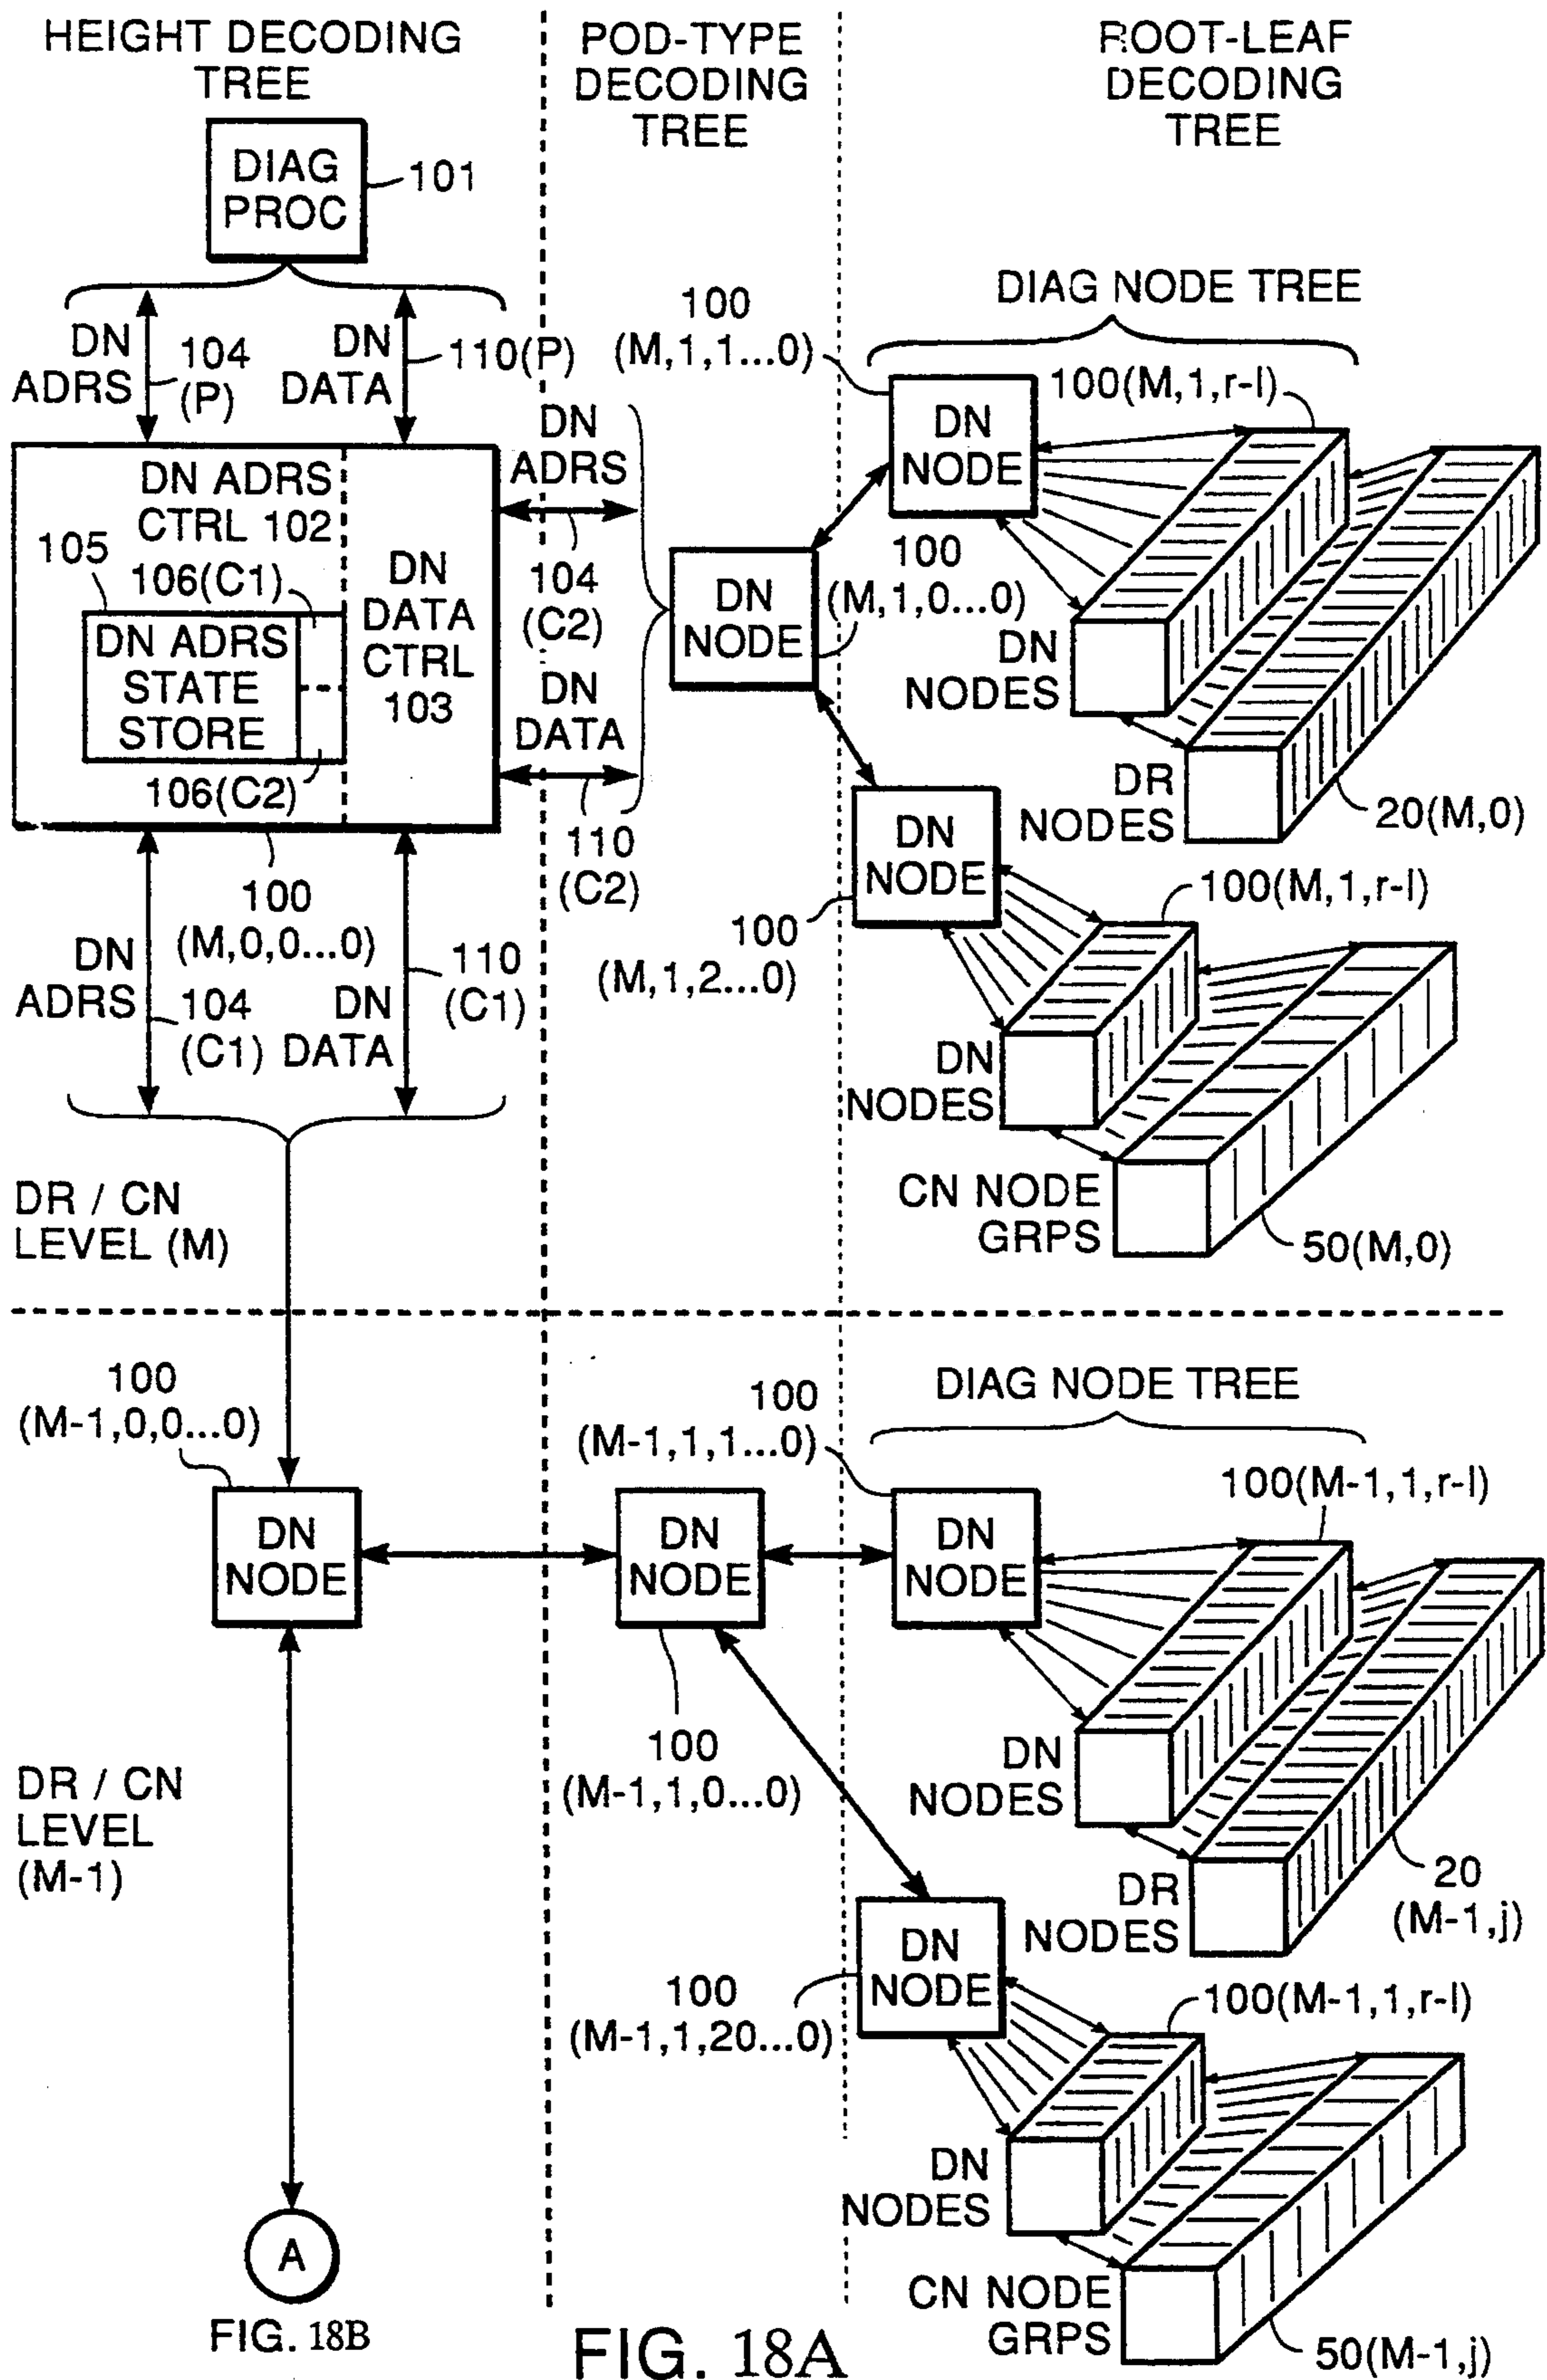 HEIGHT DECODING
TREE
POD-TYPE
DECODING
TREE
ROOT-LEAF
DECODING
TREE
DIAG
PROC
101
DN
ADRS
104
(P)
DN
DATA
110(P)
100
(M,1,1...0)
DIAG NODE TREE
DN
NODE
100(M,1,r-l)
DN ADRS
CTRL 102
105
106(C1)
DN ADRS
STATE
STORE
106(C2)
DN
DATA
CTRL
103
DN
ADRS
104
(C2)
DN
DATA
110
(C2)
DN
NODE
100
(M,1,0...0)
DN
NODES
DR
NODES
20(M,0)
100
(M,0,0...0)
DN
ADRS
104
(C1)
DN
DATA
110
(C1)
DN
NODE
100
(M,1,2...0)
100(M,1,r-l)
DN
NODES
CN NODE
GRPS
50(M,0)
DR / CN
LEVEL (M)
100
(M-1,0,0...0)
DN
NODE
100
(M-1,1,1...0)
DIAG NODE TREE
DN
NODE
DN
NODE
100(M-1,1,r-l)
100
(M-1,1,0...0)
DN
NODES
DR
NODES
20
(M-1,j)
DR / CN
LEVEL
(M-1)
DN
NODE
100
(M-1,1,20...0)
100(M-1,1,r-l)
DN
NODES
CN NODE
GRPS
50(M-1,j)
A
FIG. 18B
FIG. 18A